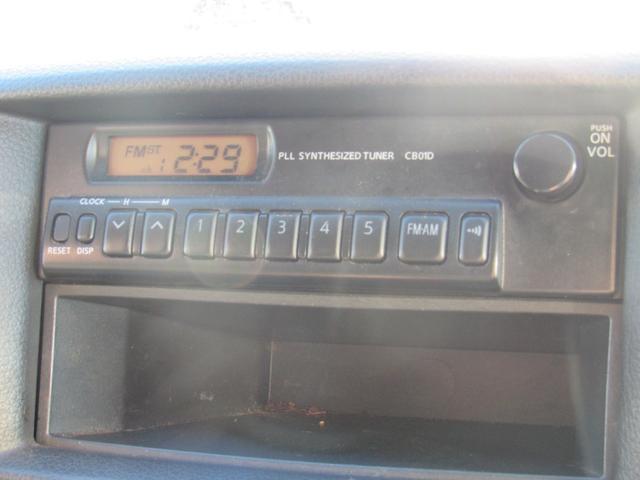 FM ST 1 2:29
PLL SYNTHESIZED TUNER CB01D
PUSH
ON
VOL
CLOCK H M
1 2 3 4 5 FM·AM
RESET DISP